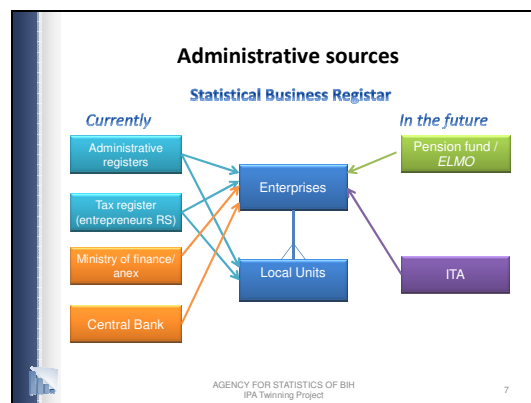 Administrative sources
Statistical Business Registar
Currently
In the future
Administrative
registers
Tax register
(entrepreneurs RS)
Ministry of finance/
anex
Central Bank
Enterprises
Local Units
Pension fund /
ELMO
ITA
AGENCY FOR STATISTICS OF BIH
IPA Twinning Project
7